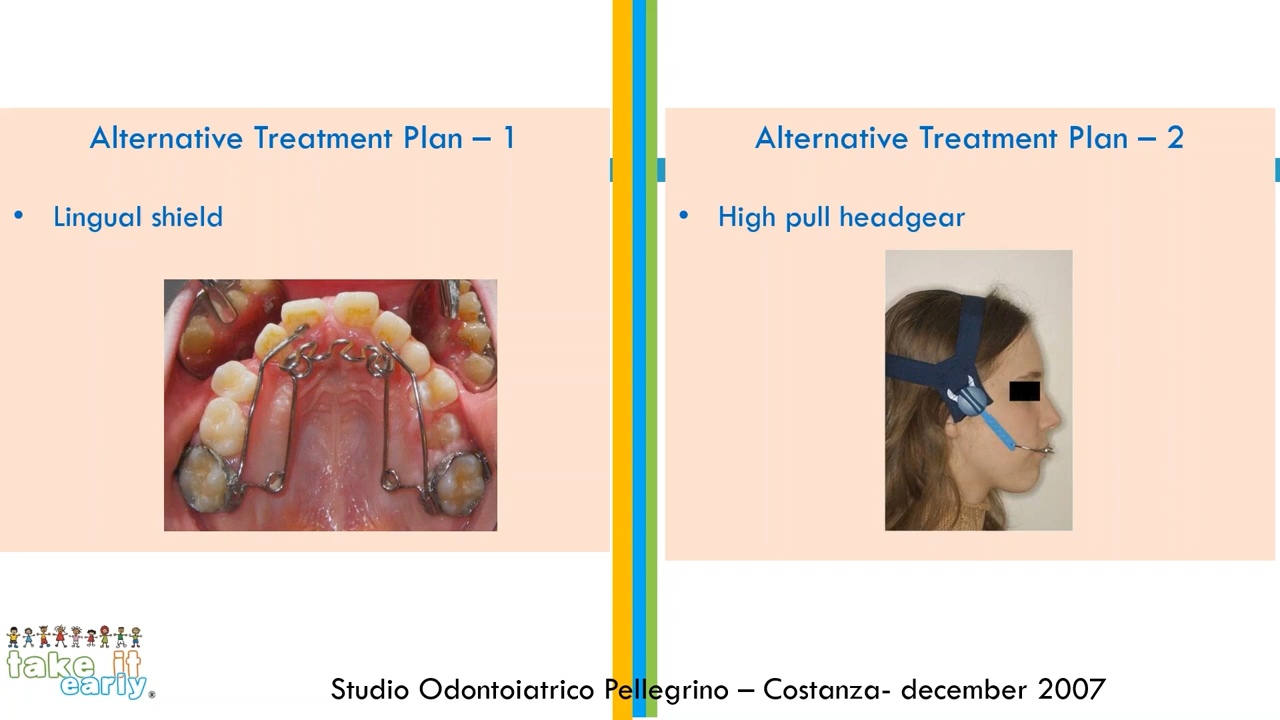 Alternative Treatment Plan – 1
• Lingual shield
Alternative Treatment Plan – 2
• High pull headgear
take it
early®
Studio Odontoiatrico Pellegrino – Costanza- december 2007